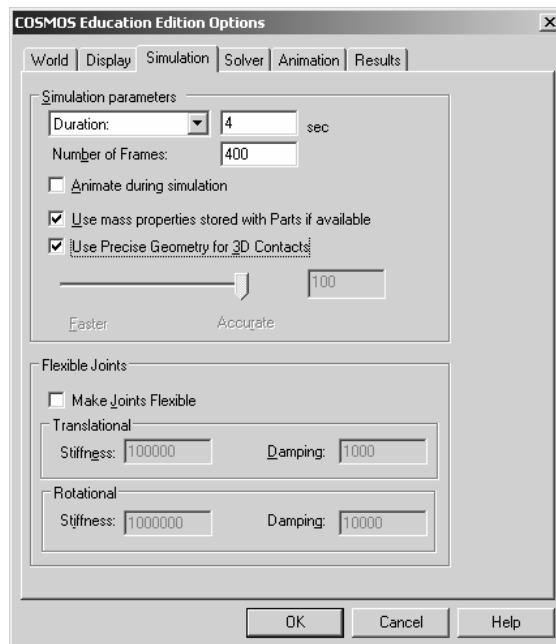 COSMOS Education Edition Options
World Display Simulation Solver Animation Results
Simulation parameters
Duration: 4 sec
Number of Frames: 400
Animate during simulation
Use mass properties stored with Parts if available
Use Precise Geometry for 3D Contacts
100
Faster Accurate
Flexible Joints
Make Joints Flexible
Translational
Stiffness: 100000 Damping: 1000
Rotational
Stiffness: 1000000 Damping: 10000
OK Cancel Help